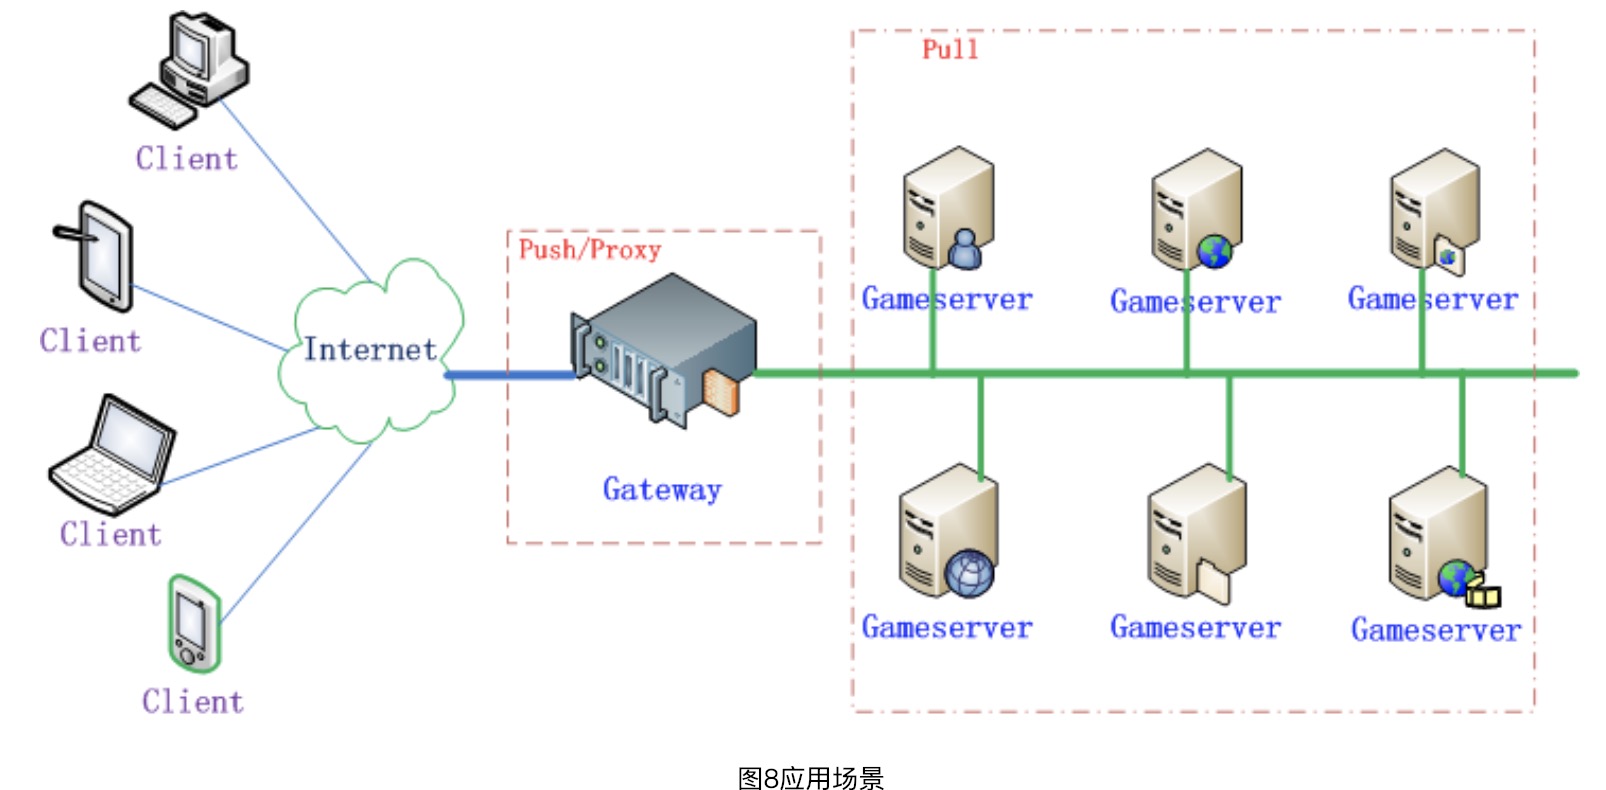 Client
Client
Client
Client
Internet
Push/Proxy
Gateway
Pull
Gameserver
Gameserver
Gameserver
Gameserver
Gameserver
Gameserver
图8应用场景